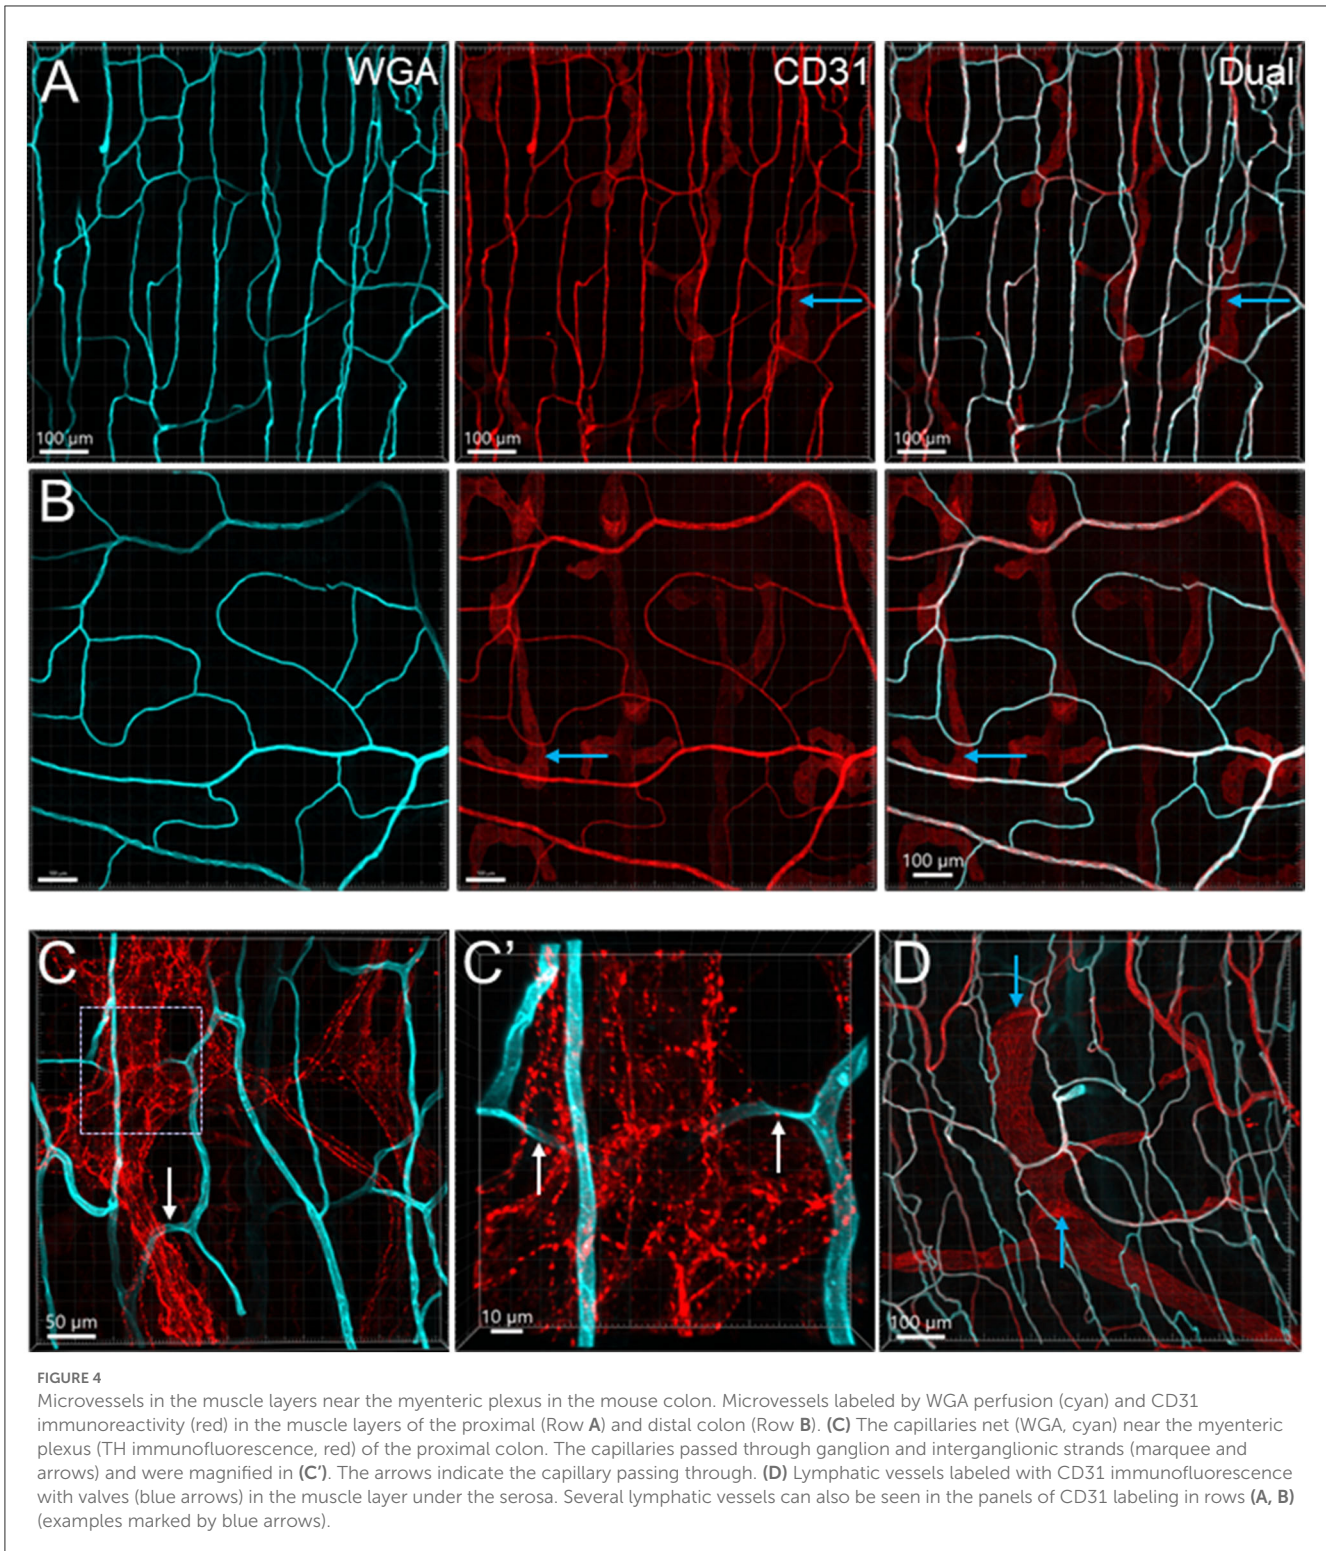 A
WGA
CD31
Dual
100 µm
100 µm
100 µm
B
100 µm
C
C’
D
50 µm
10 µm
100 µm
FIGURE 4
Microvessels in the muscle layers near the myenteric plexus in the mouse colon. Microvessels labeled by WGA perfusion (cyan) and CD31
immunoreactivity (red) in the muscle layers of the proximal (Row A) and distal colon (Row B). (C) The capillaries net (WGA, cyan) near the myenteric
plexus (TH immunofluorescence, red) of the proximal colon. The capillaries passed through ganglion and interganglionic strands (marquee and
arrows) and were magnified in (C’). The arrows indicate the capillary passing through. (D) Lymphatic vessels labeled with CD31 immunofluorescence
with valves (blue arrows) in the muscle layer under the serosa. Several lymphatic vessels can also be seen in the panels of CD31 labeling in rows (A, B)
(examples marked by blue arrows).